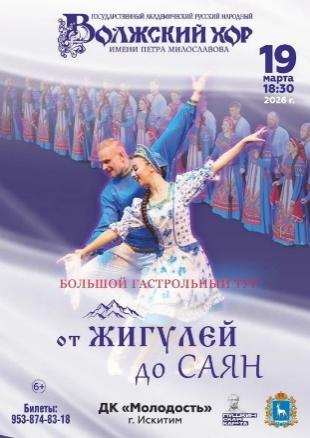 ГОСУДАРСТВЕННЫЙ АКАДЕМИЧЕСКИЙ РУССКИЙ НАРОДНЫЙ
ВОЛЖСКИЙ ХОР
ИМЕНИ ПЕТРА МИЛОСЛАВОВА
19
марта
18:30
2026 г.
БОЛЬШОЙ ГАСТРОЛЬНЫЙ ТУР
ОТ ЖИГУЛЕЙ
ДО САЯН
6+
Билеты:
953-874-83-18
ДК «Молодость»
г. Искитим
ПУШКИНСКАЯ
КАРТА